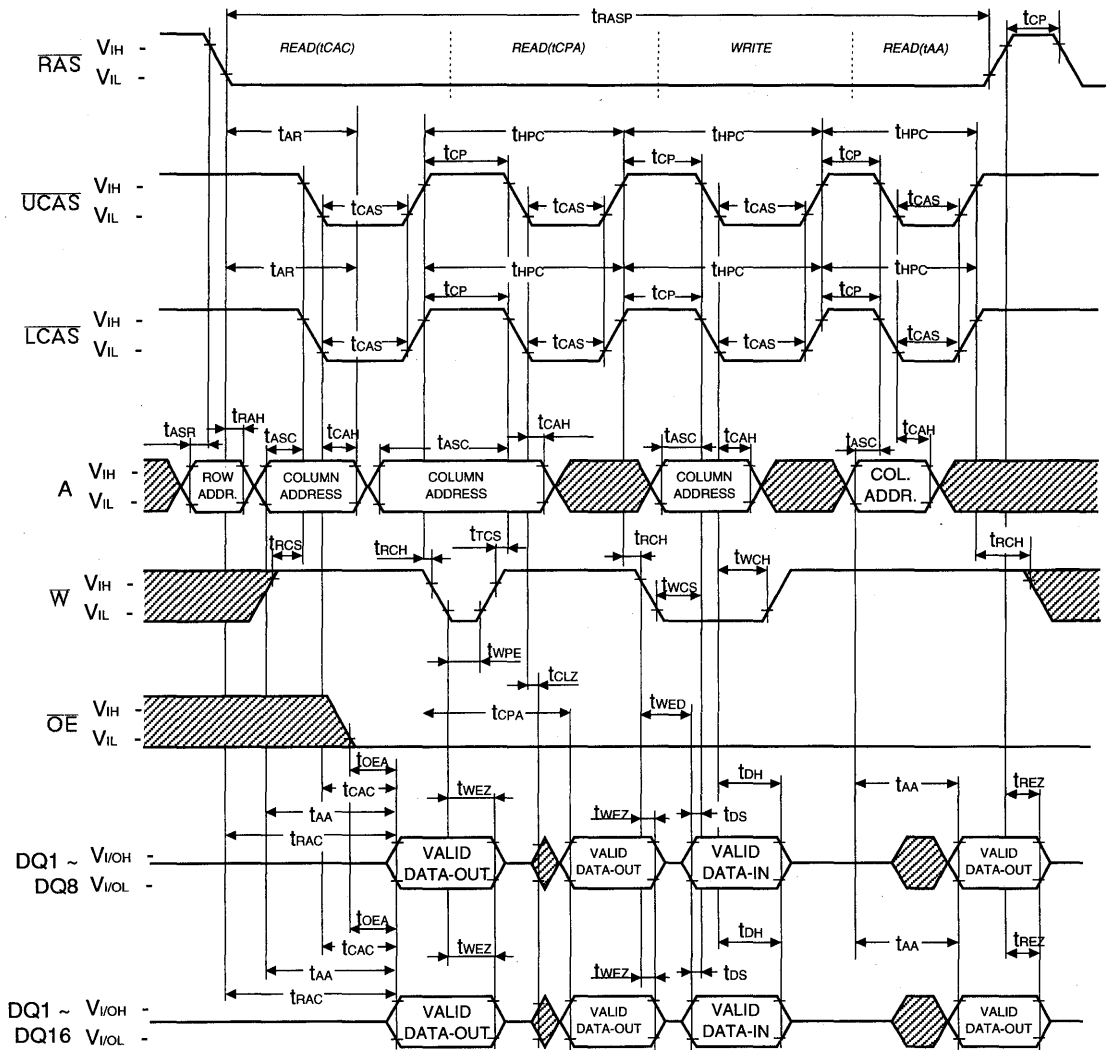 tRASP
tCP
READ(tCAC) READ(tCPA) WRITE READ(tAA)
RAS VIH -
VIL -
tAR tHPC tHPC tHPC
tCP tCP tCP
UCAS VIH -
VIL -
tCAS tCAS tCAS tCAS
tAR tHPC tHPC tHPC
tCP tCP tCP
LCAS VIH -
VIL -
tCAS tCAS tCAS tCAS
tASR tRAH tASC tCAH tASC tCAH tASC tCAH tASC tCAH
A VIH -
VIL -
ROW ADDR.
COLUMN ADDRESS
COLUMN ADDRESS
COLUMN ADDRESS
COL. ADDR.
tRCS tRCH tTCS tRCH tWCH tRCH
W VIH -
VIL -
tWCS
tWPE
tCLZ
OE VIH -
VIL -
tCPA tWED
tOEA
tCAC tWEZ tDH tAA tREZ
tAA tWEZ tDS
tRAC
DQ1 ~ VI/OH -
DQ8 VI/OL -
VALID DATA-OUT
VALID DATA-OUT
VALID DATA-IN
VALID DATA-OUT
tOEA
tCAC tWEZ tDH tAA tREZ
tAA tWEZ tDS
tRAC
DQ1 ~ VI/OH -
DQ16 VI/OL -
VALID DATA-OUT
VALID DATA-OUT
VALID DATA-IN
VALID DATA-OUT